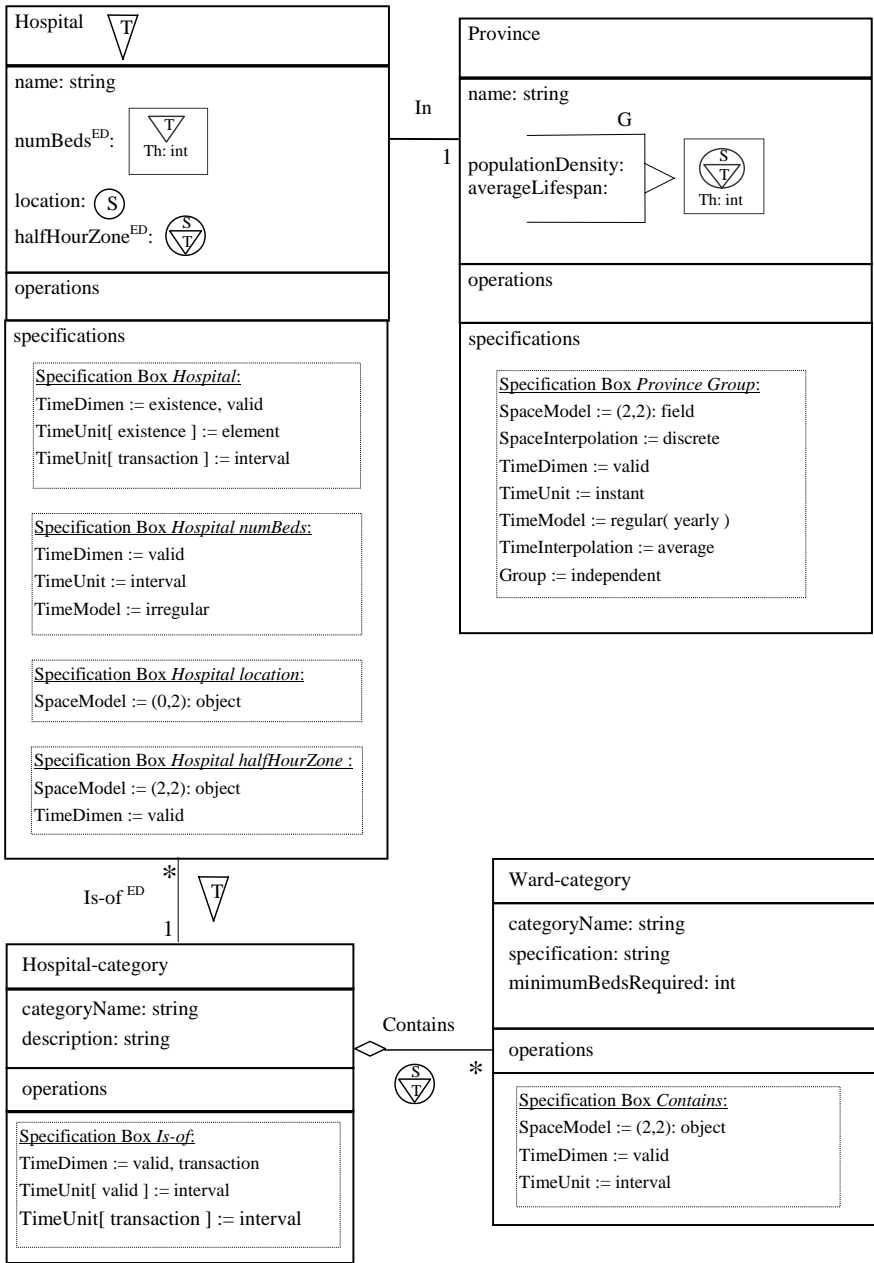 Hospital
T
name: string
numBeds^ED:
T
Th: int
location:
S
halfHourZone^ED:
S
T
operations
specifications
Specification Box Hospital:
TimeDimen := existence, valid
TimeUnit[ existence ] := element
TimeUnit[ transaction ] := interval
Specification Box Hospital numBeds:
TimeDimen := valid
TimeUnit := interval
TimeModel := irregular
Specification Box Hospital location:
SpaceModel := (0,2): object
Specification Box Hospital halfHourZone :
SpaceModel := (2,2): object
TimeDimen := valid
In
1
Province
name: string
G
populationDensity:
averageLifespan:
S
T
Th: int
operations
specifications
Specification Box Province Group:
SpaceModel := (2,2): field
SpaceInterpolation := discrete
TimeDimen := valid
TimeUnit := instant
TimeModel := regular( yearly )
TimeInterpolation := average
Group := independent
*
Is-of ^ED
T
1
Hospital-category
categoryName: string
description: string
operations
Specification Box Is-of:
TimeDimen := valid, transaction
TimeUnit[ valid ] := interval
TimeUnit[ transaction ] := interval
Contains
*
S
T
Ward-category
categoryName: string
specification: string
minimumBedsRequired: int
operations
Specification Box Contains:
SpaceModel := (2,2): object
TimeDimen := valid
TimeUnit := interval